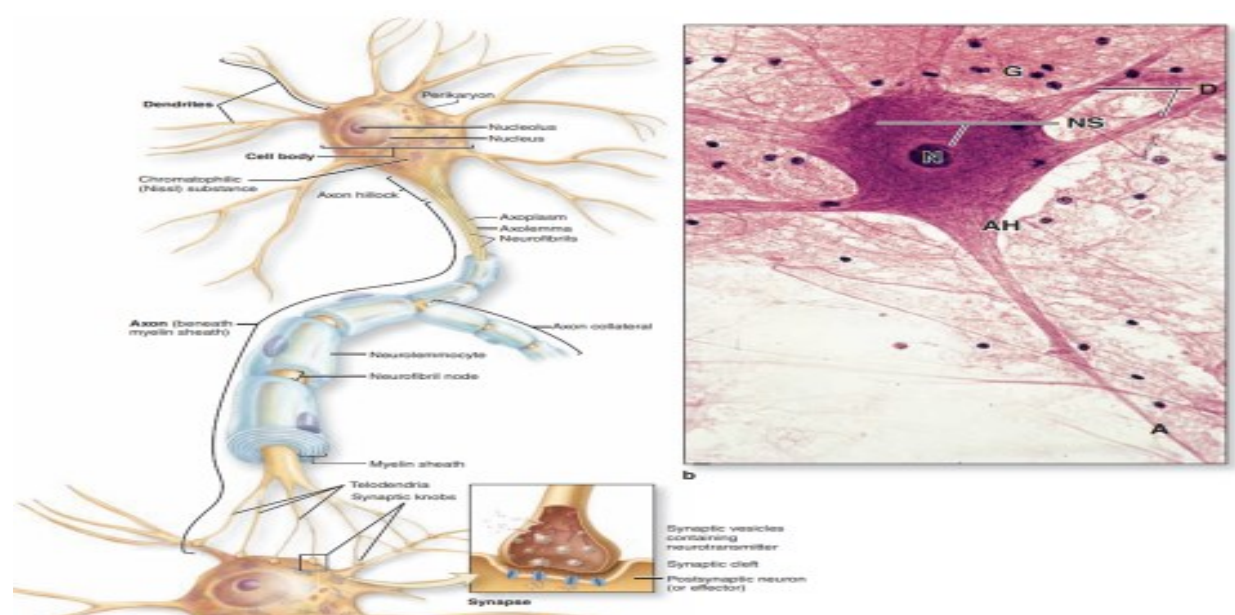 Dendrites
Perikaryon
Nucleolus
Nucleus
Cell body
Chromatophilic
(Nissl) substance
Axon hillock
Axoplasm
Axolemma
Neurofibrils
Axon (beneath
myelin sheath)
Axon collateral
Neurolemmocyte
Neurofibril node
Myelin sheath
Telodendria
Synaptic knobs
Synaptic vesicles
containing
neurotransmitter
Synaptic cleft
Postsynaptic neuron
(or effector)
Synapse
G
D
NS
N
AH
A
b